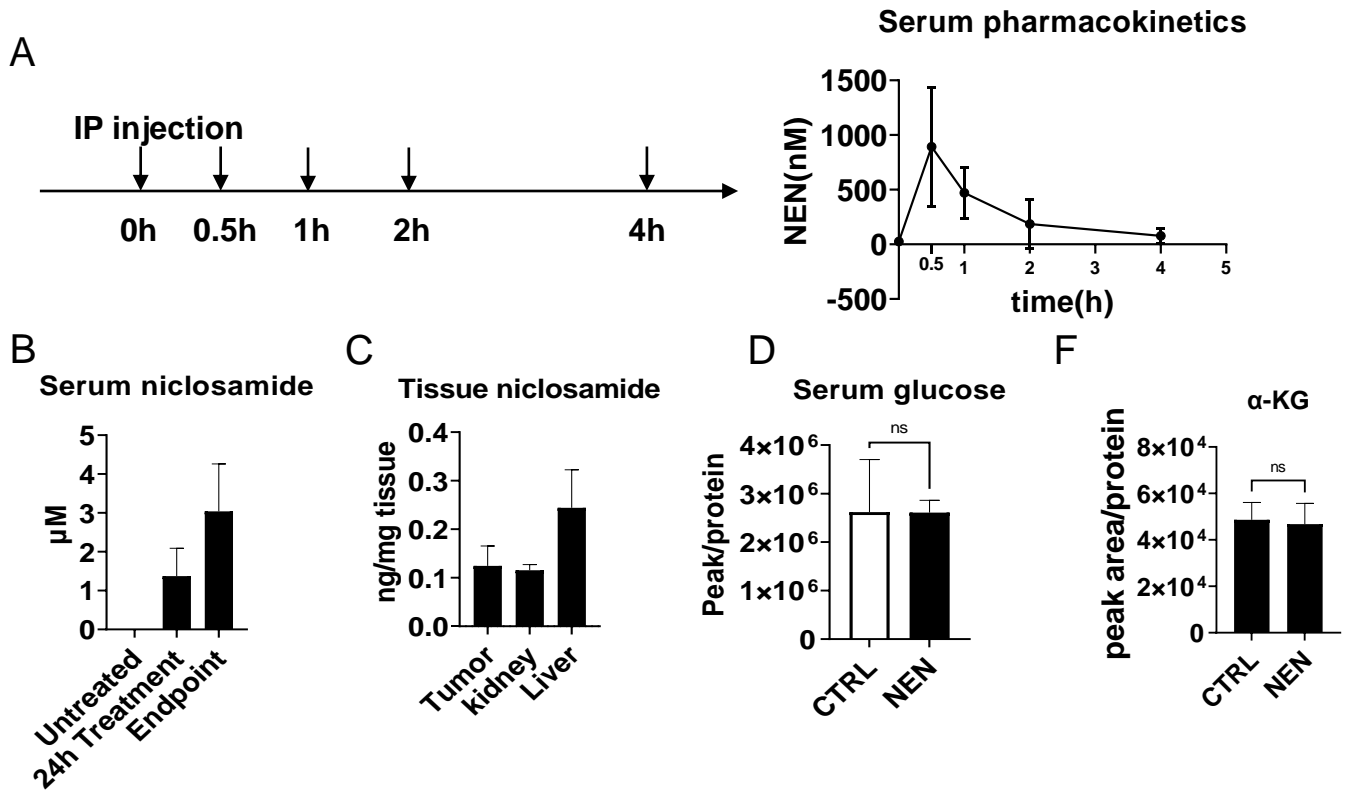 A
IP injection
0h 0.5h 1h 2h 4h
Serum pharmacokinetics
NEN(nM)
1500
1000
500
0
-500
0.5 1 2 3 4 5
time(h)
B
Serum niclosamide
µM
5
4
3
2
1
0
Untreated
24h Treatment
Endpoint
C
Tissue niclosamide
ng/mg tissue
0.4
0.3
0.2
0.1
0.0
Tumor
kidney
Liver
D
Serum glucose
Peak/protein
4×10⁶
3×10⁶
2×10⁶
1×10⁶
0
ns
CTRL
NEN
F
α-KG
peak area/protein
8×10⁴
6×10⁴
4×10⁴
2×10⁴
0
ns
CTRL
NEN